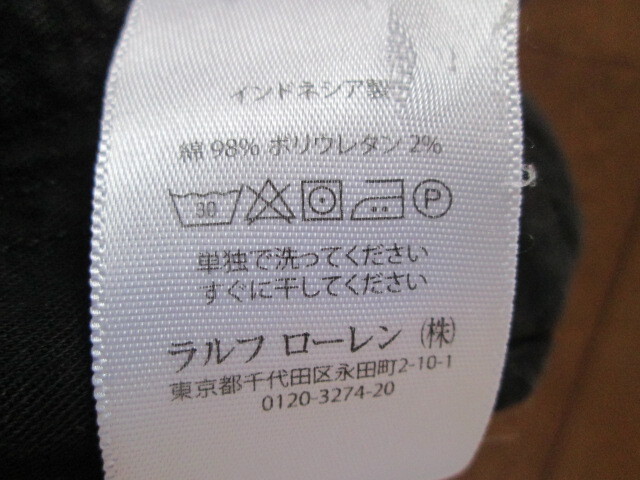 インドネシア製
綿 98% ポリウレタン 2%
30 P
単独で洗ってください
すぐに干してください
ラルフ ローレン (株)
東京都千代田区永田町2-10-1
0120-3274-20